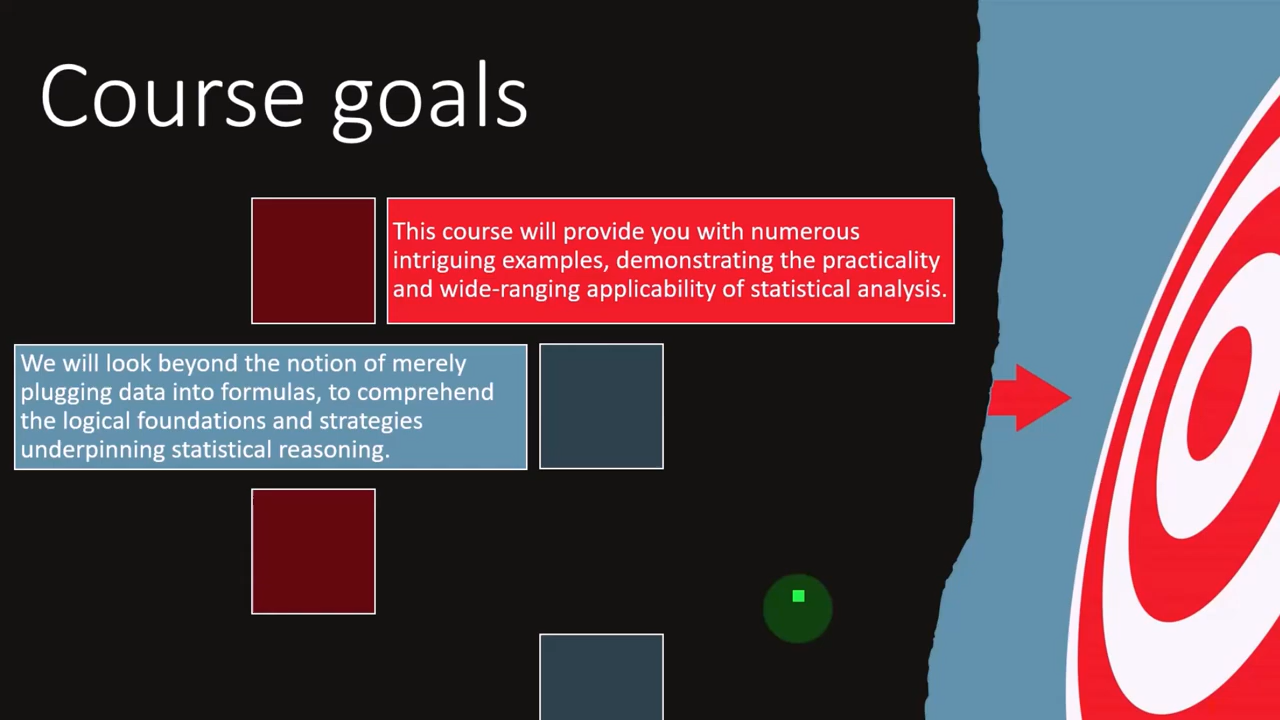 Course goals
This course will provide you with numerous
intriguing examples, demonstrating the practicality
and wide-ranging applicability of statistical analysis.
We will look beyond the notion of merely
plugging data into formulas, to comprehend
the logical foundations and strategies
underpinning statistical reasoning.